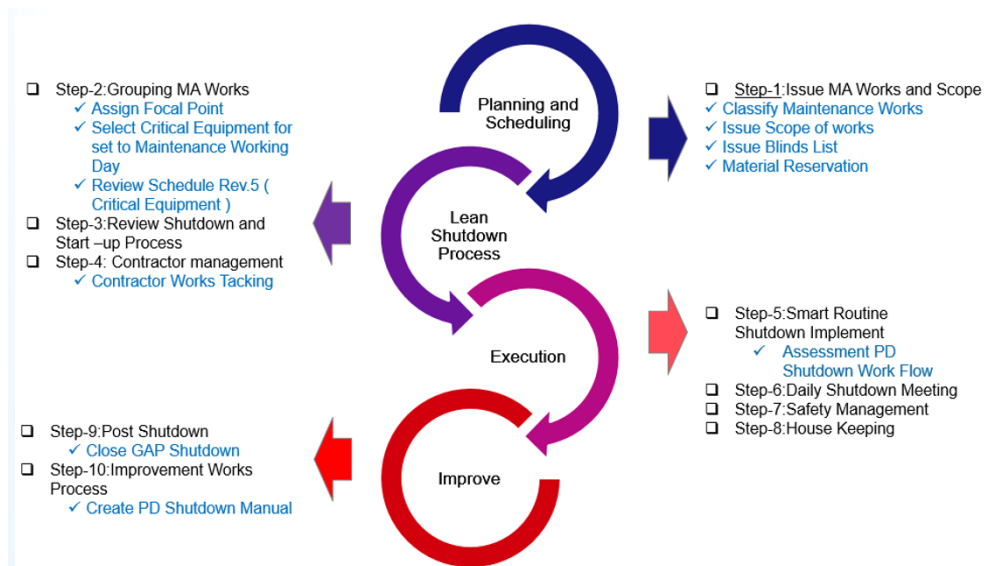 Planning and
Scheduling
❑ Step-1:Issue MA Works and Scope
✓ Classify Maintenance Works
✓ Issue Scope of works
✓ Issue Blinds List
✓ Material Reservation
Lean
Shutdown
Process
❑ Step-2:Grouping MA Works
✓ Assign Focal Point
✓ Select Critical Equipment for
set to Maintenance Working
Day
✓ Review Schedule Rev.5 (
Critical Equipment )
❑ Step-3:Review Shutdown and
Start –up Process
❑ Step-4: Contractor management
✓ Contractor Works Tacking
Execution
❑ Step-5:Smart Routine
Shutdown Implement
✓ Assessment PD
Shutdown Work Flow
❑ Step-6:Daily Shutdown Meeting
❑ Step-7:Safety Management
❑ Step-8:House Keeping
Improve
❑ Step-9:Post Shutdown
✓ Close GAP Shutdown
❑ Step-10:Improvement Works
Process
✓ Create PD Shutdown Manual